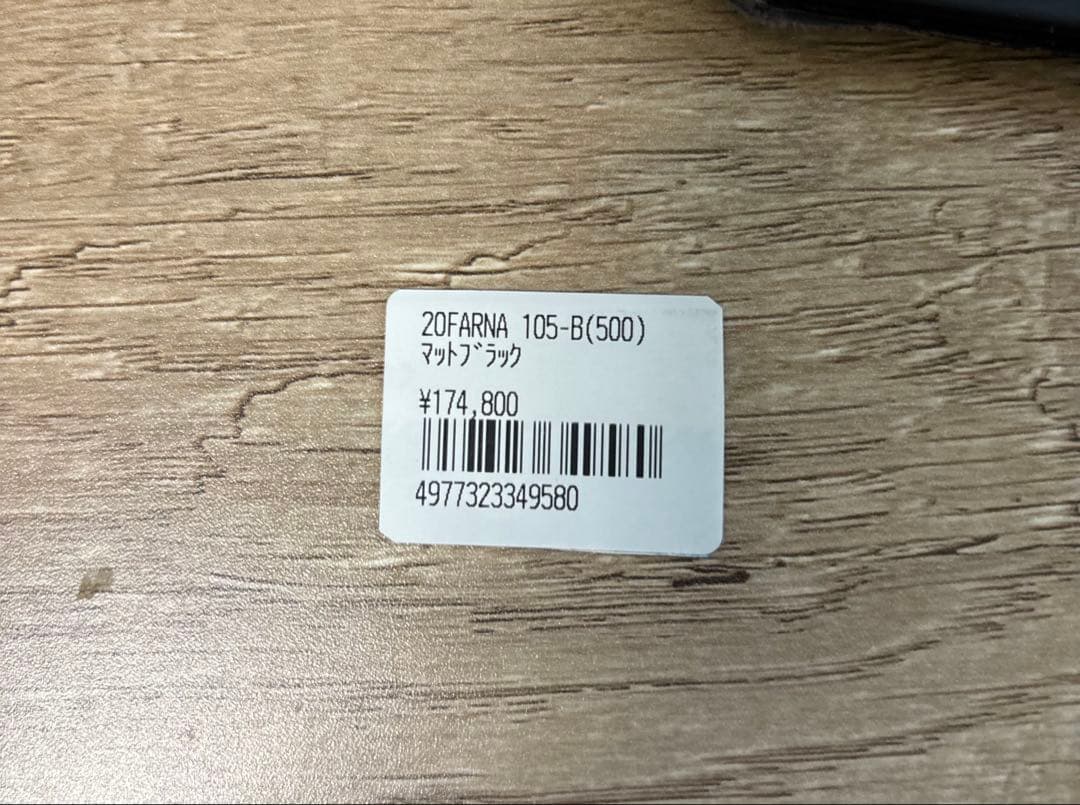 20FARNA 105-B(500)
ﾏｯﾄﾌﾞﾗｯｸ
¥174,800
4977323349580